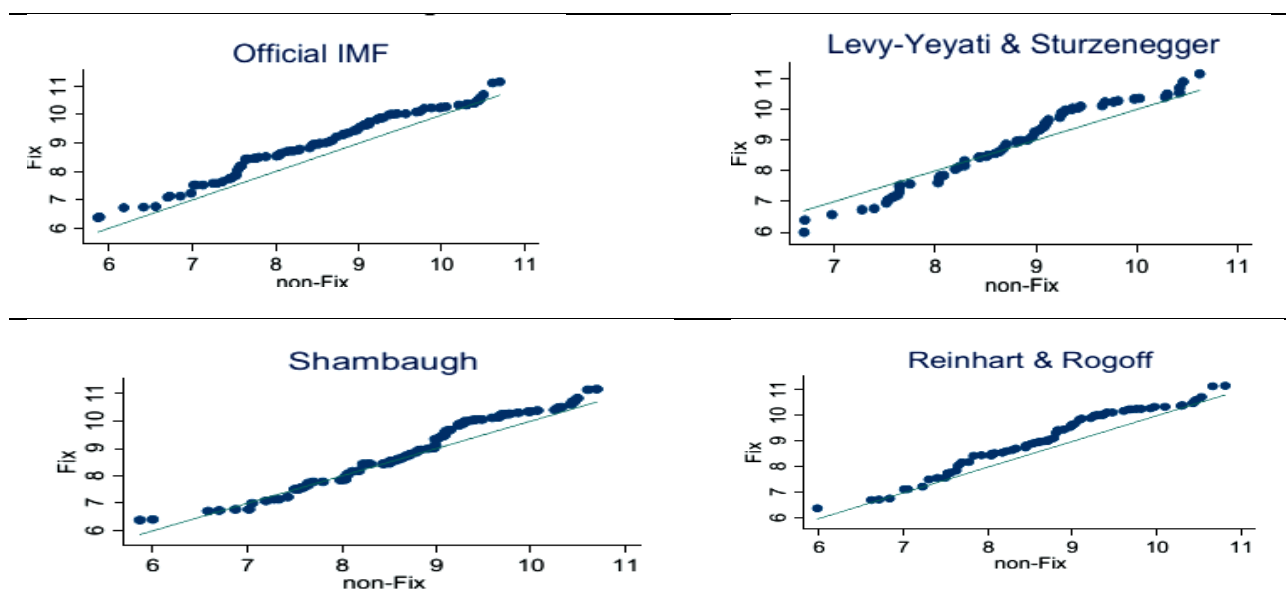 Official IMF
Fix
6 7 8 9 10 11
6 7 8 9 10 11
non-Fix
Levy-Yeyati & Sturzenegger
Fix
6 7 8 9 10 11
7 8 9 10 11
non-Fix
Shambaugh
Fix
6 7 8 9 10 11
6 7 8 9 10 11
non-Fix
Reinhart & Rogoff
Fix
6 7 8 9 10 11
6 7 8 9 10 11
non-Fix